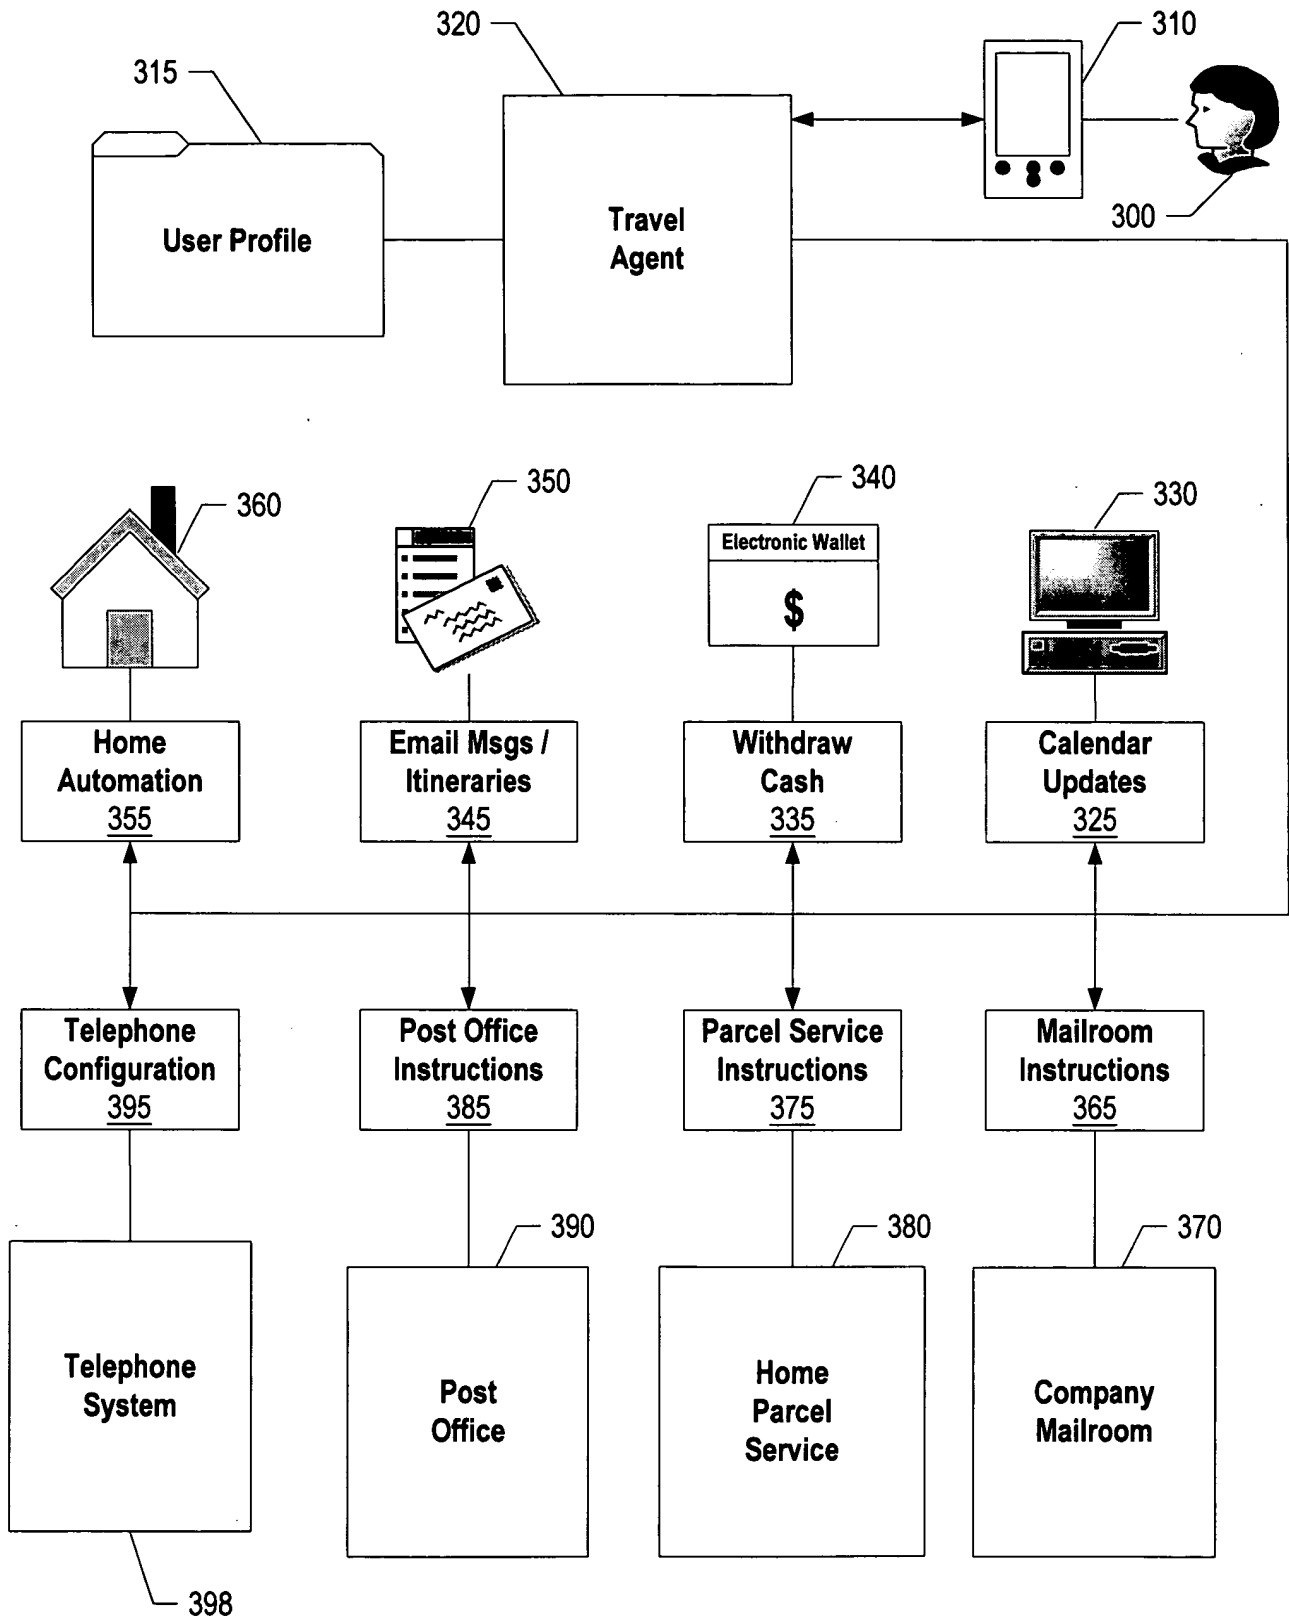 320
310
315
300
User Profile
Travel
Agent
360
350
340
330
Electronic Wallet
$
Home
Automation
355
Email Msgs /
Itineraries
345
Withdraw
Cash
335
Calendar
Updates
325
Telephone
Configuration
395
Post Office
Instructions
385
Parcel Service
Instructions
375
Mailroom
Instructions
365
390
380
370
Telephone
System
Post
Office
Home
Parcel
Service
Company
Mailroom
398